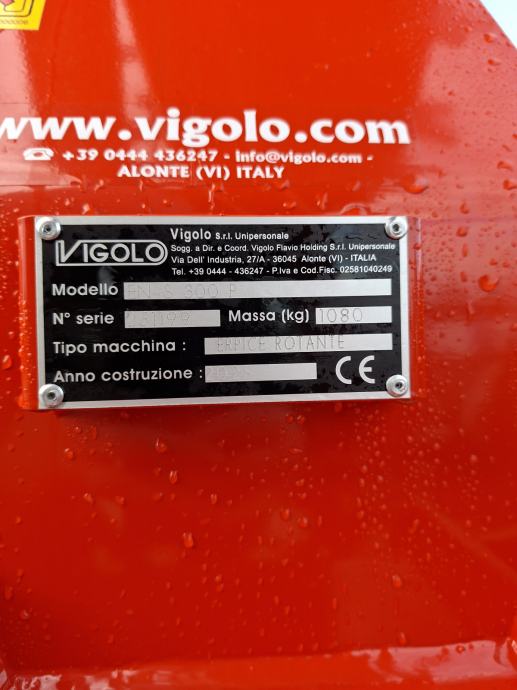 www.vigolo.com
☎ +39 0444 436247 - Info@vigolo.com -
ALONTE (VI) ITALY
VIGOLO
Vigolo S.r.l. Unipersonale
Sogg. a Dir. e Coord. Vigolo Flavio Holding S.r.l. Unipersonale
Via Dell' Industria, 27/A - 36045 Alonte (VI) - ITALIA
Tel. +39 0444 - 436247 - P.Iva e Cod.Fisc. 02581040249
Modello 300
N° serie Massa (kg) 1080
Tipo macchina : ERPICE ROTANTE
Anno costruzione : CE